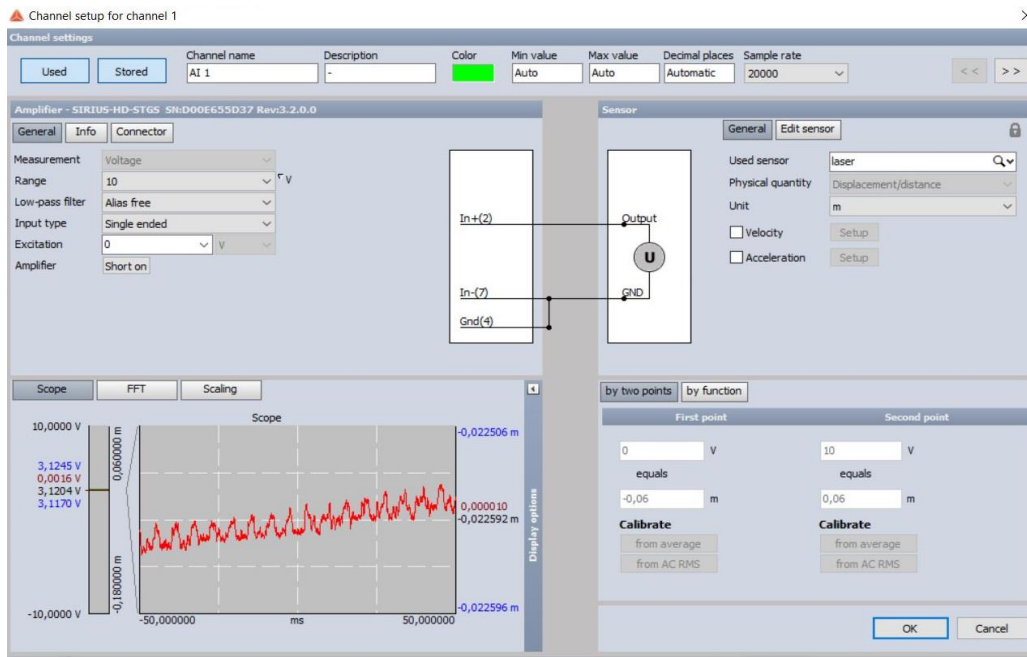 Channel setup for channel 1
Channel settings
Used
Stored
Channel name
AI 1
Description
-
Color
Min value
Auto
Max value
Auto
Decimal places
Automatic
Sample rate
20000
<<
>>
Amplifier - SIRIUS-HD-STGS SN:D00E655D37 Rev:3.2.0.0
General
Info
Connector
Measurement
Voltage
Range
10
V
Low-pass filter
Alias free
Input type
Single ended
Excitation
0
V
Amplifier
Short on
In+(2)
In-(7)
Gnd(4)
Sensor
Output
U
GND
General
Edit sensor
Used sensor
laser
Physical quantity
Displacement/distance
Unit
m
Velocity
Setup
Acceleration
Setup
Scope
FFT
Scaling
Scope
10,0000 V
3,1245 V
0,0016 V
3,1204 V
3,1170 V
-10,0000 V
0,060000 m
-0,180000 m
-0,022506 m
0,000010
-0,022592 m
-0,022596 m
-50,000000
ms
50,000000
Display options
by two points
by function
First point
Second point
0
V
10
V
equals
equals
-0,06
m
0,06
m
Calibrate
Calibrate
from average
from average
from AC RMS
from AC RMS
OK
Cancel